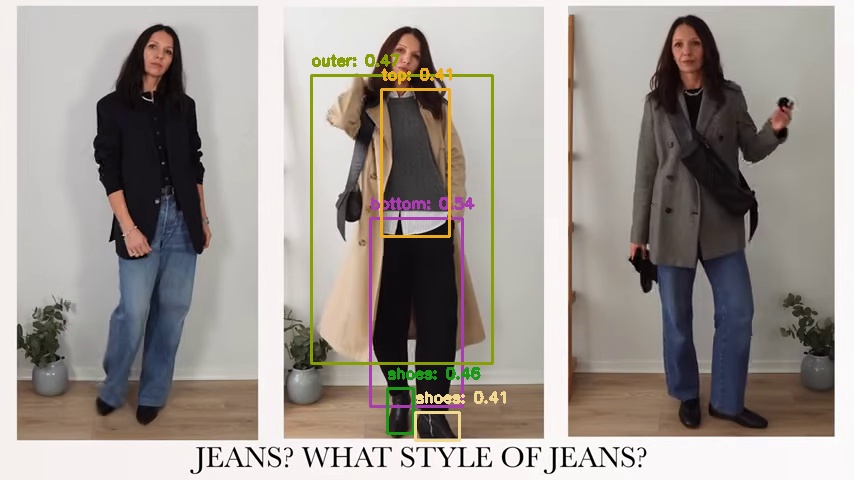 outer: 0.47
top: 0.41
bottom: 0.54
shoes: 0.46
shoes: 0.41
JEANS? WHAT STYLE OF JEANS?